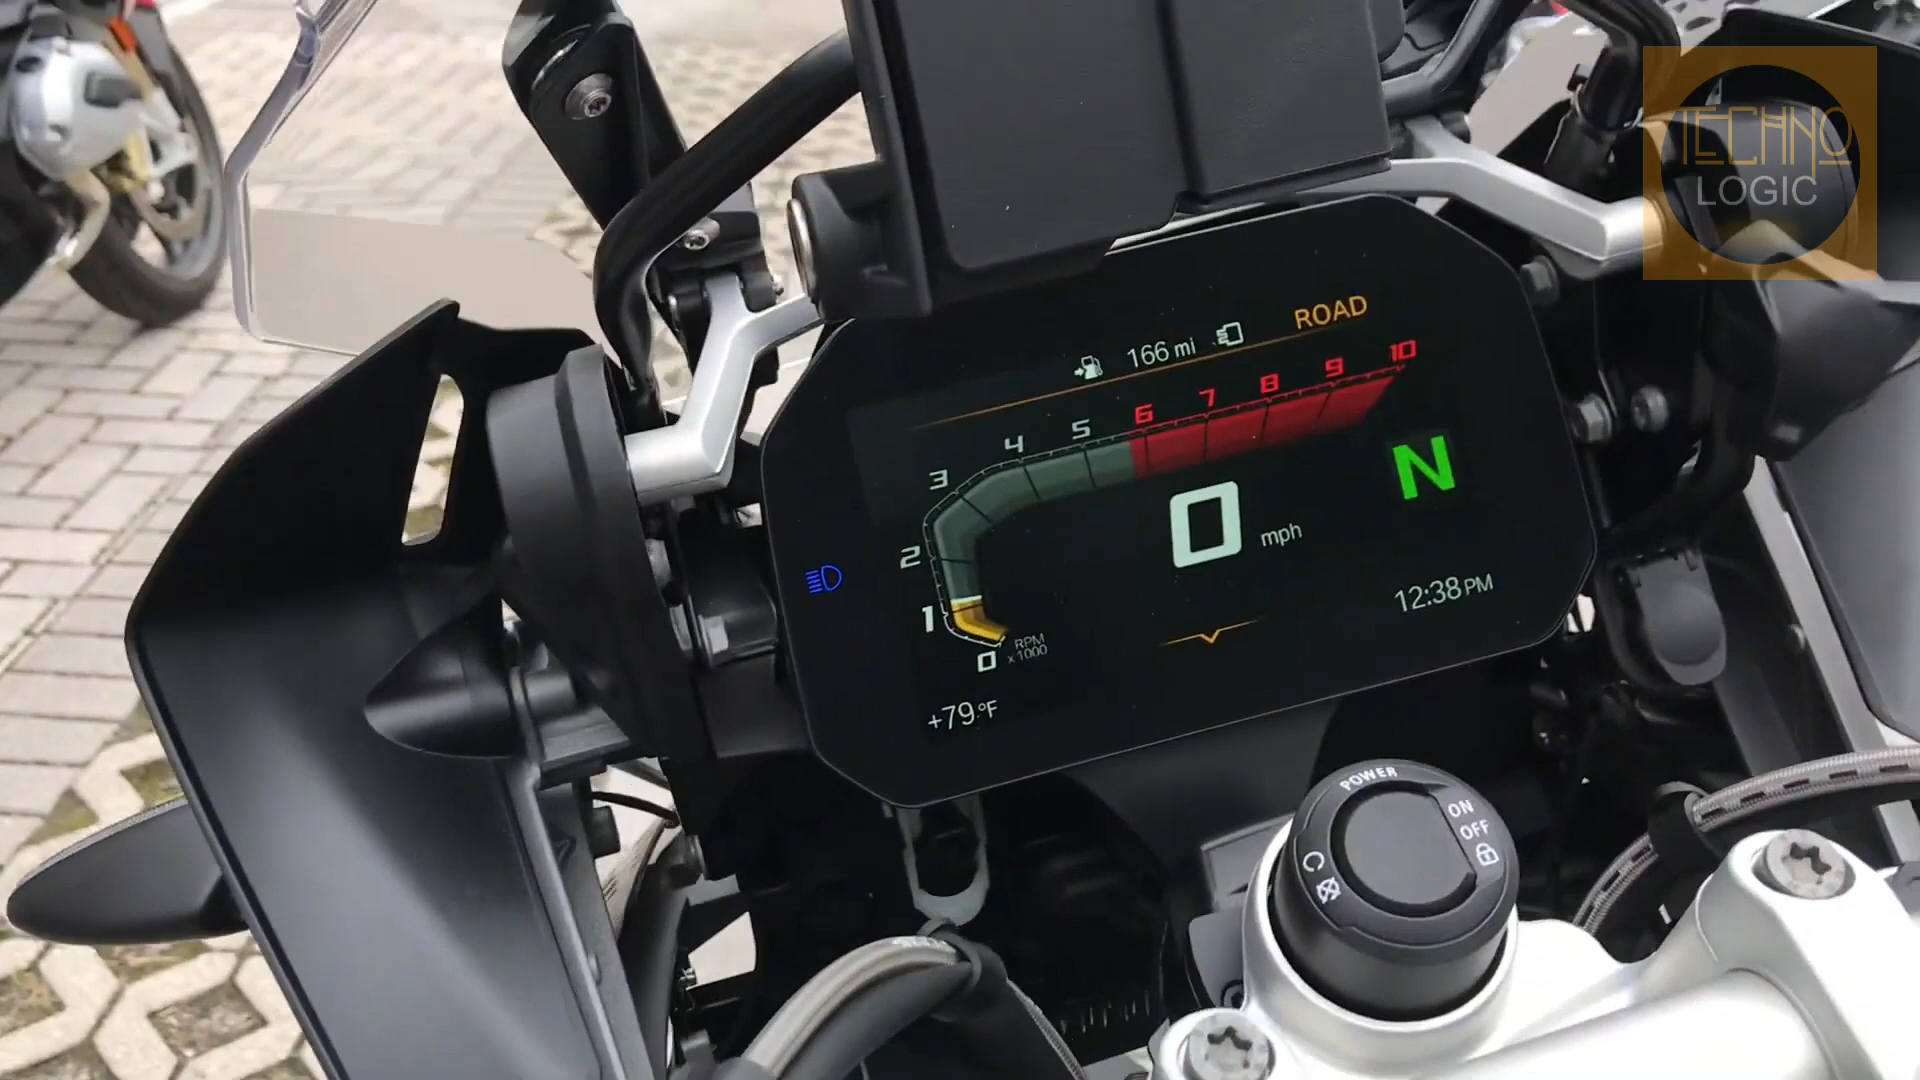 TECHNO
LOGIC
ROAD
166 mi
10
9
8
7
6
5
4
3
2
1
0
RPM
x 1000
0 mph
N
12:38 PM
+79°F
POWER
ON
OFF